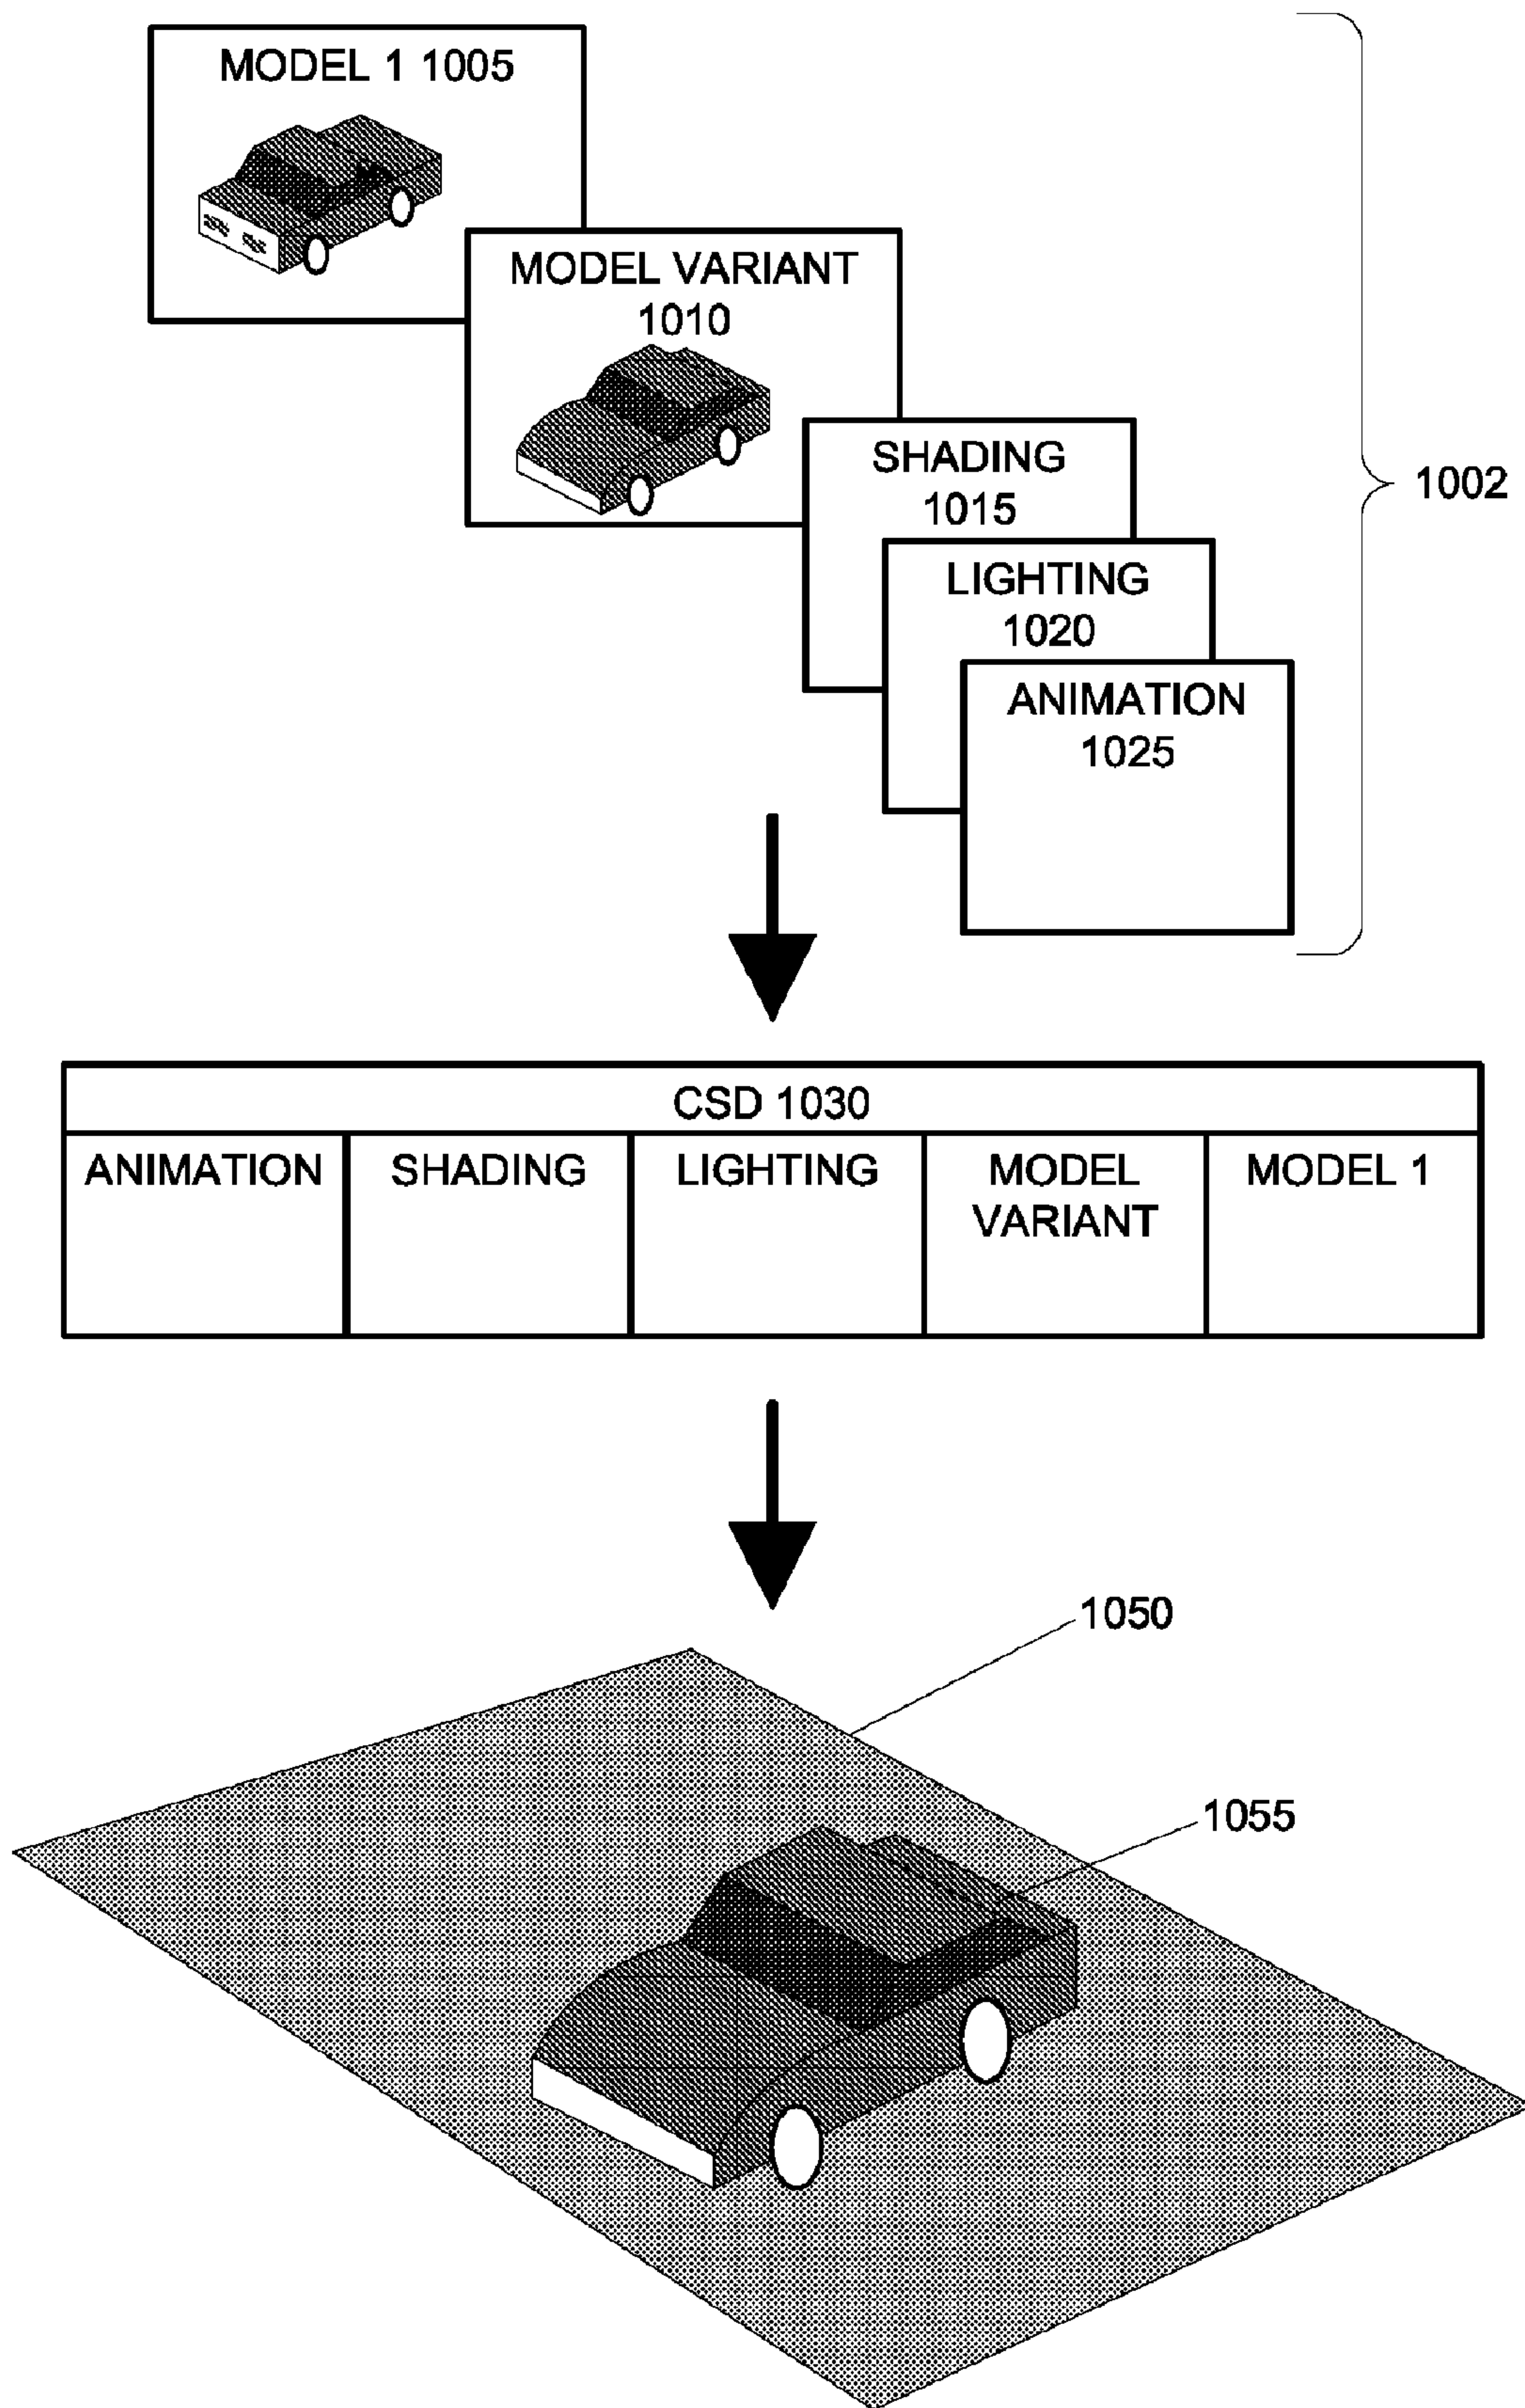 MODEL 1 1005
MODEL VARIANT
1010
SHADING
1015
1002
LIGHTING
1020
ANIMATION
1025
CSD 1030
ANIMATION
SHADING
LIGHTING
MODEL
VARIANT
MODEL 1
1050
1055